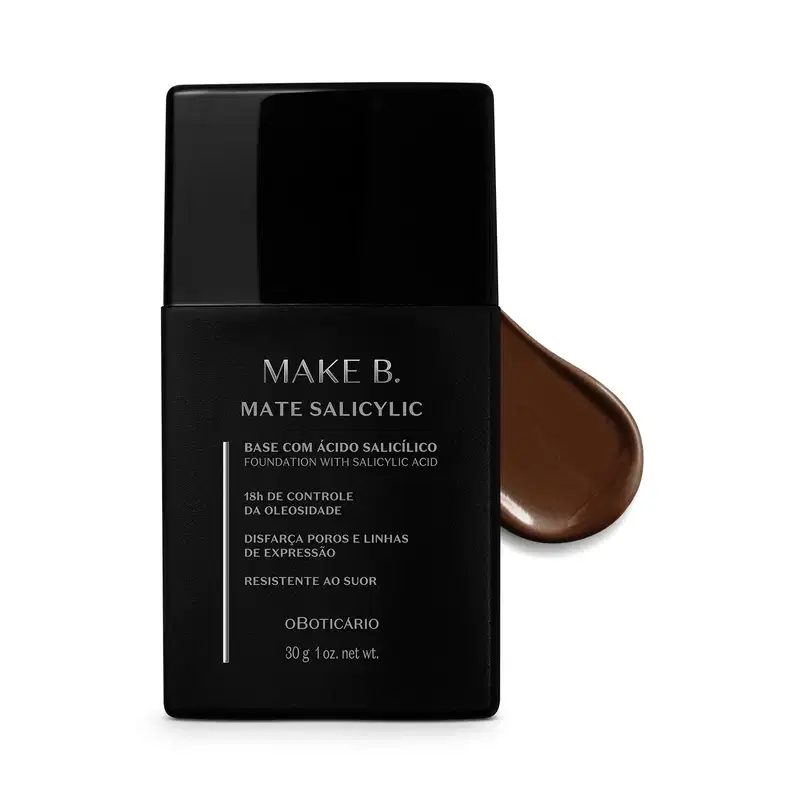 MAKE B.
MATE SALICYLIC
BASE COM ÁCIDO SALICÍLICO
FOUNDATION WITH SALICYLIC ACID
18h DE CONTROLE
DA OLEOSIDADE
DISFARÇA POROS E LINHAS
DE EXPRESSÃO
RESISTENTE AO SUOR
oBOTICÁRIO
30 g 1 oz. net wt.